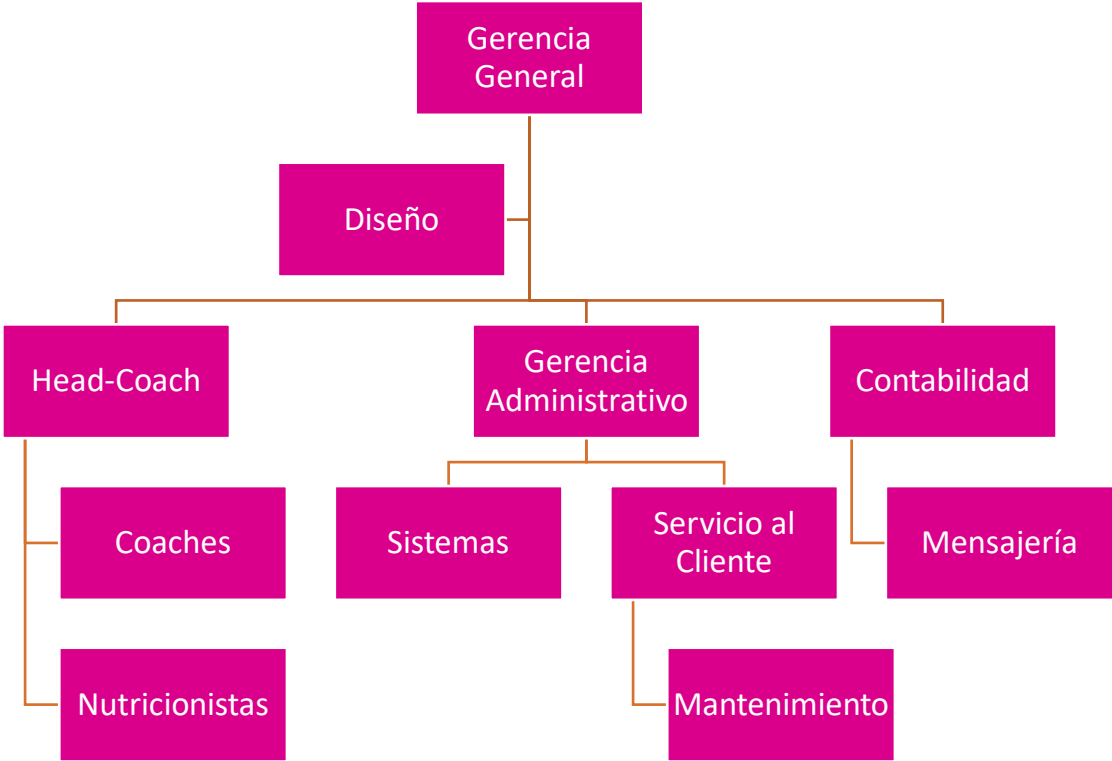 Gerencia
General
Diseño
Head-Coach
Gerencia
Administrativo
Contabilidad
Coaches
Sistemas
Servicio al
Cliente
Mensajería
Nutricionistas
Mantenimiento